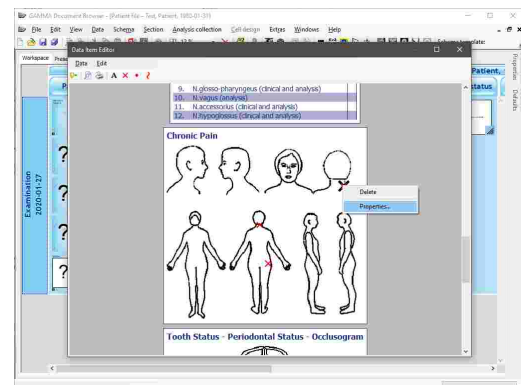 GAMMA Document Browser - [Patient file - Test, Patient, 1980-01-31]
File Edit View Data Schema Section Analysis collection Cell design Extras Windows Help
Workspace
Data Item Editor
Data Edit
Patient,
status
Properties
Defaults
Examination
2020-01-27
9. N.glosso-pharyngeus (clinical and analysis)
10. N.vagus (analysis)
11. N.accessorius (clinical and analysis)
12. N.hypoglossus (clinical and analysis)
Chronic Pain
Delete
Properties...
Tooth Status - Periodontal Status - Occlusogram